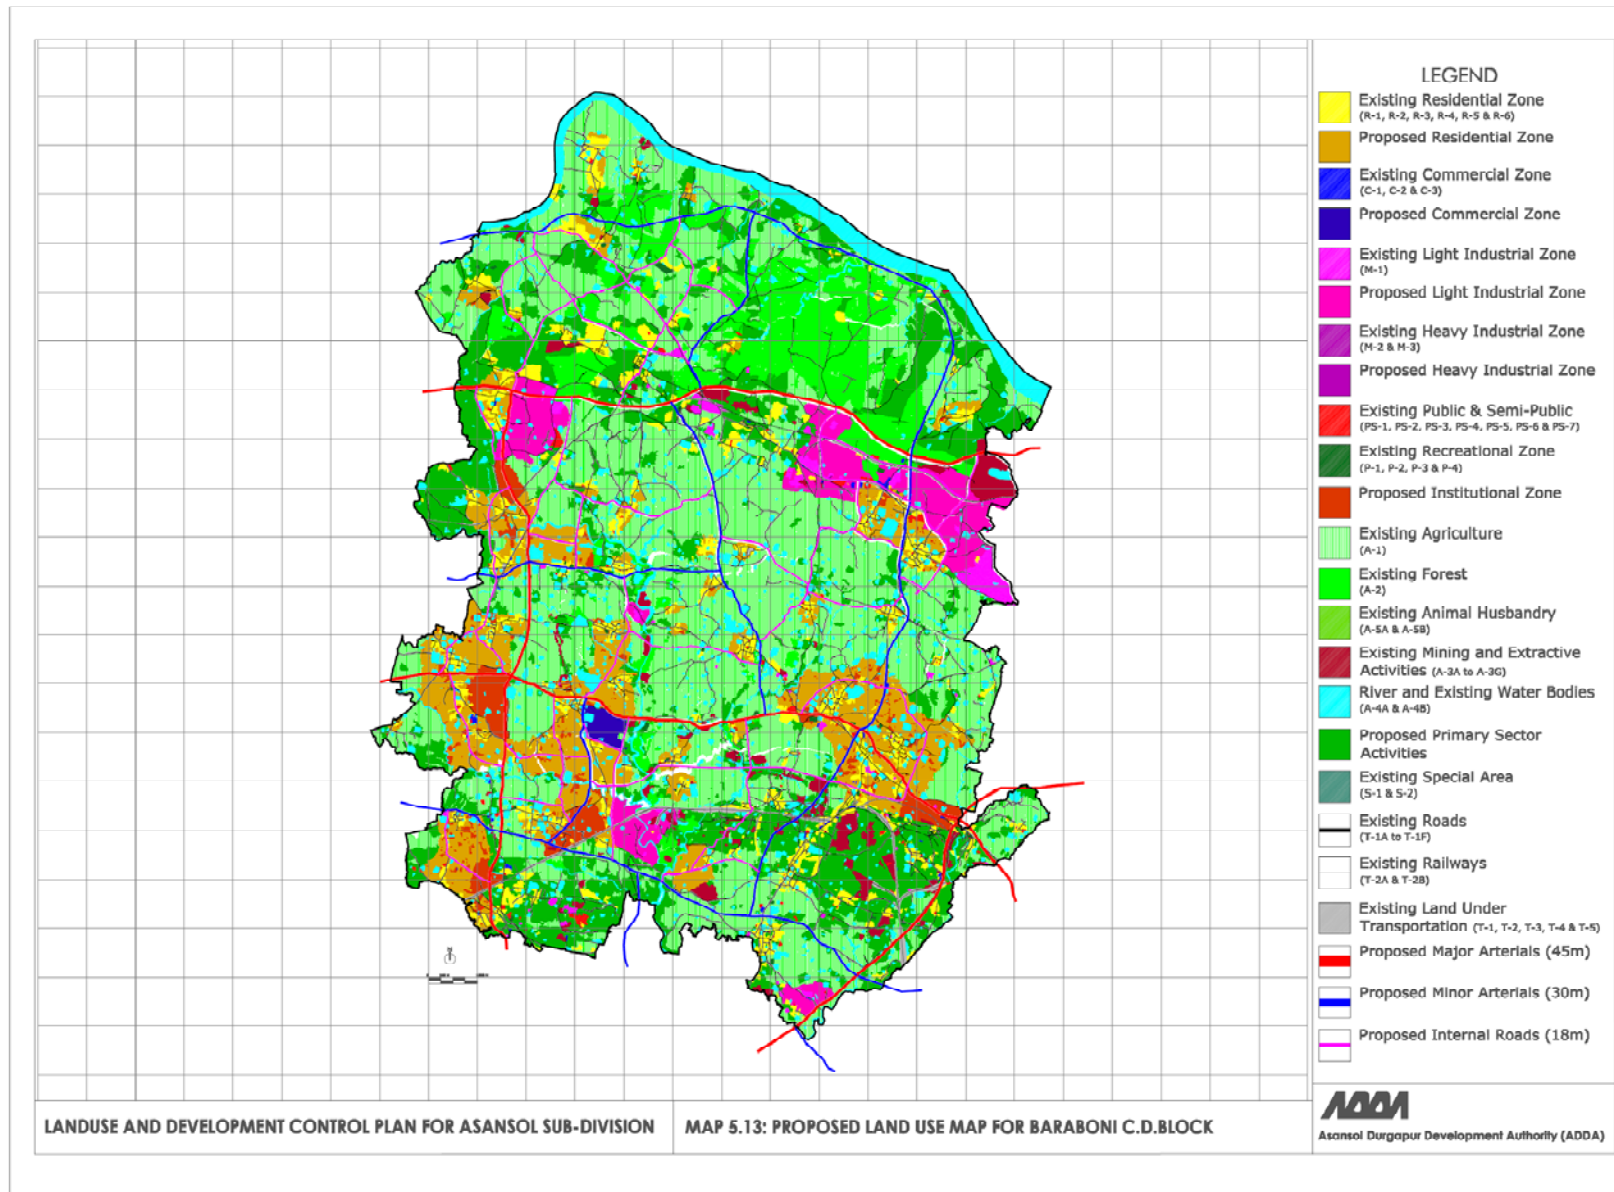 LEGEND
Existing Residential Zone
(R-1, R-2, R-3, R-4, R-5 & R-6)
Proposed Residential Zone
Existing Commercial Zone
(C-1, C-2 & C-3)
Proposed Commercial Zone
Existing Light Industrial Zone
(M-1)
Proposed Light Industrial Zone
Existing Heavy Industrial Zone
(M-2 & M-3)
Proposed Heavy Industrial Zone
Existing Public & Semi-Public
(PS-1, PS-2, PS-3, PS-4, PS-5, PS-6 & PS-7)
Existing Recreational Zone
(P-1, P-2, P-3 & P-4)
Proposed Institutional Zone
Existing Agriculture
(A-1)
Existing Forest
(A-2)
Existing Animal Husbandry
(A-5A & A-5B)
Existing Mining and Extractive
Activities (A-3A to A-3G)
River and Existing Water Bodies
(A-4A & A-4B)
Proposed Primary Sector
Activities
Existing Special Area
(S-1 & S-2)
Existing Roads
(T-1A to T-1F)
Existing Railways
(T-2A & T-2B)
Existing Land Under
Transportation (T-1, T-2, T-3, T-4 & T-5)
Proposed Major Arterials (45m)
Proposed Minor Arterials (30m)
Proposed Internal Roads (18m)
ADDA
Asansol Durgapur Development Authority (ADDA)
LANDUSE AND DEVELOPMENT CONTROL PLAN FOR ASANSOL SUB-DIVISION
MAP 5.13: PROPOSED LAND USE MAP FOR BARABONI C.D.BLOCK